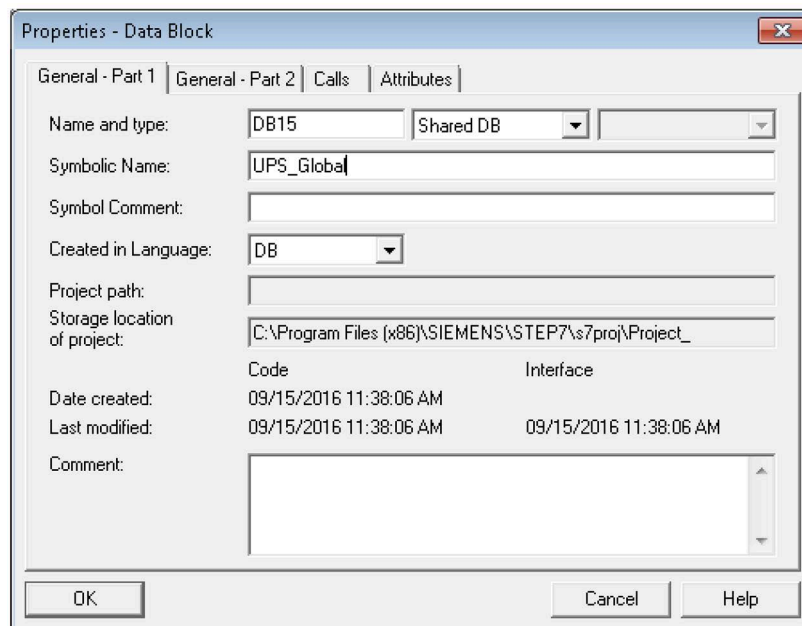 Properties - Data Block
General - Part 1 General - Part 2 Calls Attributes
Name and type: DB15 Shared DB
Symbolic Name: UPS_Global
Symbol Comment:
Created in Language: DB
Project path:
Storage location
of project: C:\Program Files (x86)\SIEMENS\STEP7\s7proj\Project_
Code Interface
Date created: 09/15/2016 11:38:06 AM
Last modified: 09/15/2016 11:38:06 AM 09/15/2016 11:38:06 AM
Comment:
OK Cancel Help